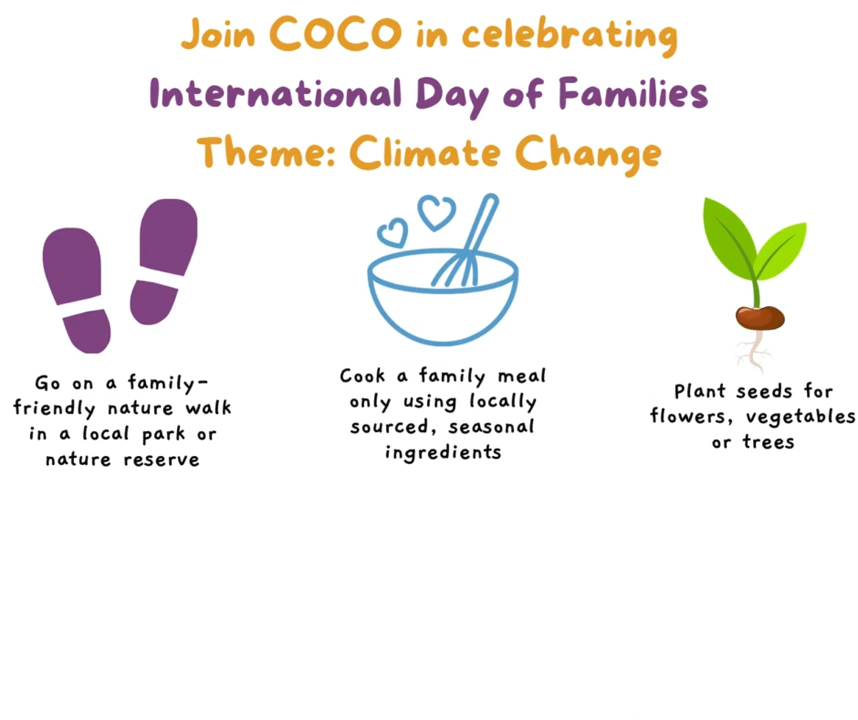 Join COCO in celebrating
International Day of Families
Theme: Climate Change
Go on a family-
friendly nature walk
in a local park or
nature reserve
Cook a family meal
only using locally
sourced, seasonal
ingredients
Plant seeds for
flowers, vegetables
or trees